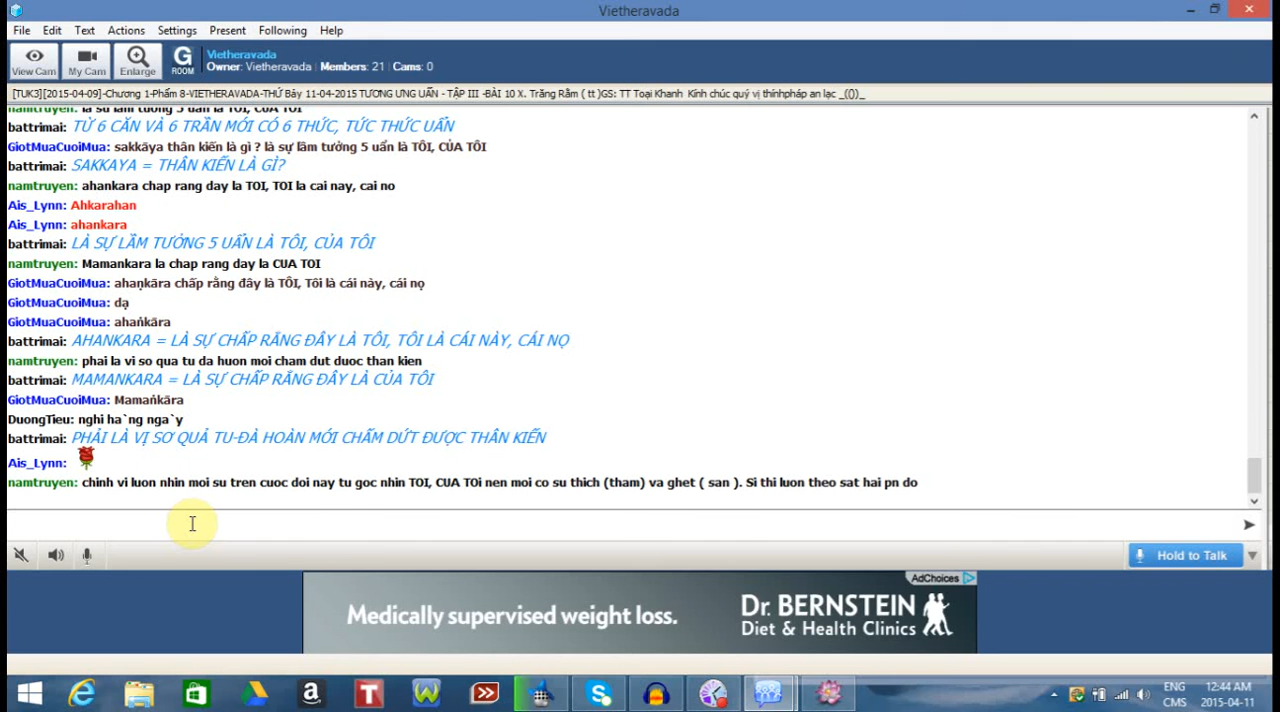 Vietheravada
File Edit Text Actions Settings Present Following Help
View Cam My Cam Enlarge G ROOM
Vietheravada
Owner: Vietheravada | Members: 21 | Cams: 0
[TUK3][2015-04-09]-Chương 1-Phẩm 8-VIETHERAVADA-THỨ Bảy 11-04-2015 TƯƠNG ƯNG UẨN - TẬP III -BÀI 10 X. Trăng Rằm ( tt )GS: TT Toại Khanh Kính chúc quý vị thínhpháp an lạc _(())_
là sự lầm tưởng 5 uẩn là TÔI, CỦA TÔI
battrimai: TỪ 6 CĂN VÀ 6 TRẦN MỚI CÓ 6 THỨC, TỨC THỨC UẨN
GiotMuaCuoiMua: sakkāya thân kiến là gì ? là sự lầm tưởng 5 uẩn là TÔI, CỦA TÔI
battrimai: SAKKAYA = THÂN KIẾN LÀ GÌ?
namtruyen: ahankara chap rang day la TOI, TOI la cai nay, cai no
Ais_Lynn: Ahkarahan
Ais_Lynn: ahankara
battrimai: LÀ SỰ LẦM TƯỞNG 5 UẨN LÀ TÔI, CỦA TÔI
namtruyen: Mamankara la chap rang day la CUA TOI
GiotMuaCuoiMua: ahaṇkāra chấp rằng đây là TÔI, Tôi là cái này, cái nọ
GiotMuaCuoiMua: dạ
GiotMuaCuoiMua: ahaṅkāra
battrimai: AHANKARA = LÀ SỰ CHẤP RẰNG ĐÂY LÀ TÔI, TÔI LÀ CÁI NÀY, CÁI NỌ
namtruyen: phai la vi so qua tu da huon moi cham dut duoc than kien
battrimai: MAMANKARA = LÀ SỰ CHẤP RẰNG ĐÂY LÀ CỦA TÔI
GiotMuaCuoiMua: Mamaṅkāra
DuongTieu: nghi ha`ng nga`y
battrimai: PHẢI LÀ VỊ SƠ QUẢ TU-ĐÀ HOÀN MỚI CHẤM DỨT ĐƯỢC THÂN KIẾN
Ais_Lynn:
namtruyen: chinh vi luon nhin moi su tren cuoc doi nay tu goc nhin TOI, CUA TOi nen moi co su thich (tham) va ghet ( san ). Si thi luon theo sat hai pn do
Hold to Talk
AdChoices
Medically supervised weight loss.
Dr. BERNSTEIN
Diet & Health Clinics
ENG
CMS
12:44 AM
2015-04-11